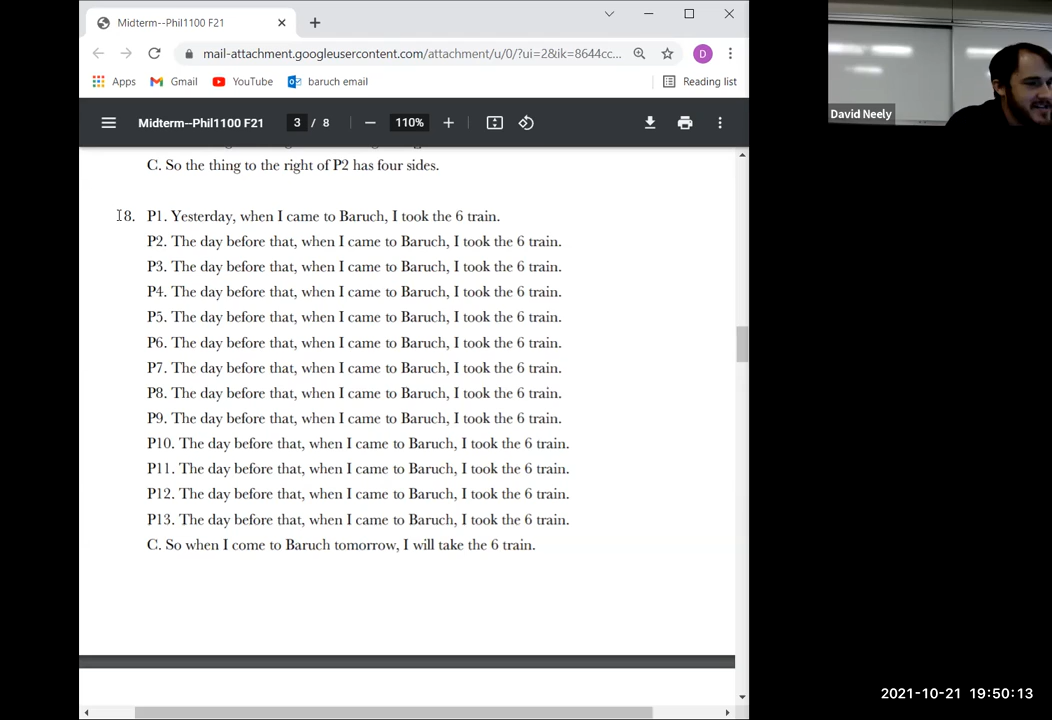 Midterm--Phil1100 F21
mail-attachment.googleusercontent.com/attachment/u/0/?ui=2&ik=8644cc...
D
Apps
Gmail
YouTube
baruch email
Reading list
Midterm--Phil1100 F21
3 / 8
110%
C. So the thing to the right of P2 has four sides.
18. P1. Yesterday, when I came to Baruch, I took the 6 train.
P2. The day before that, when I came to Baruch, I took the 6 train.
P3. The day before that, when I came to Baruch, I took the 6 train.
P4. The day before that, when I came to Baruch, I took the 6 train.
P5. The day before that, when I came to Baruch, I took the 6 train.
P6. The day before that, when I came to Baruch, I took the 6 train.
P7. The day before that, when I came to Baruch, I took the 6 train.
P8. The day before that, when I came to Baruch, I took the 6 train.
P9. The day before that, when I came to Baruch, I took the 6 train.
P10. The day before that, when I came to Baruch, I took the 6 train.
P11. The day before that, when I came to Baruch, I took the 6 train.
P12. The day before that, when I came to Baruch, I took the 6 train.
P13. The day before that, when I came to Baruch, I took the 6 train.
C. So when I come to Baruch tomorrow, I will take the 6 train.
David Neely
2021-10-21 19:50:13